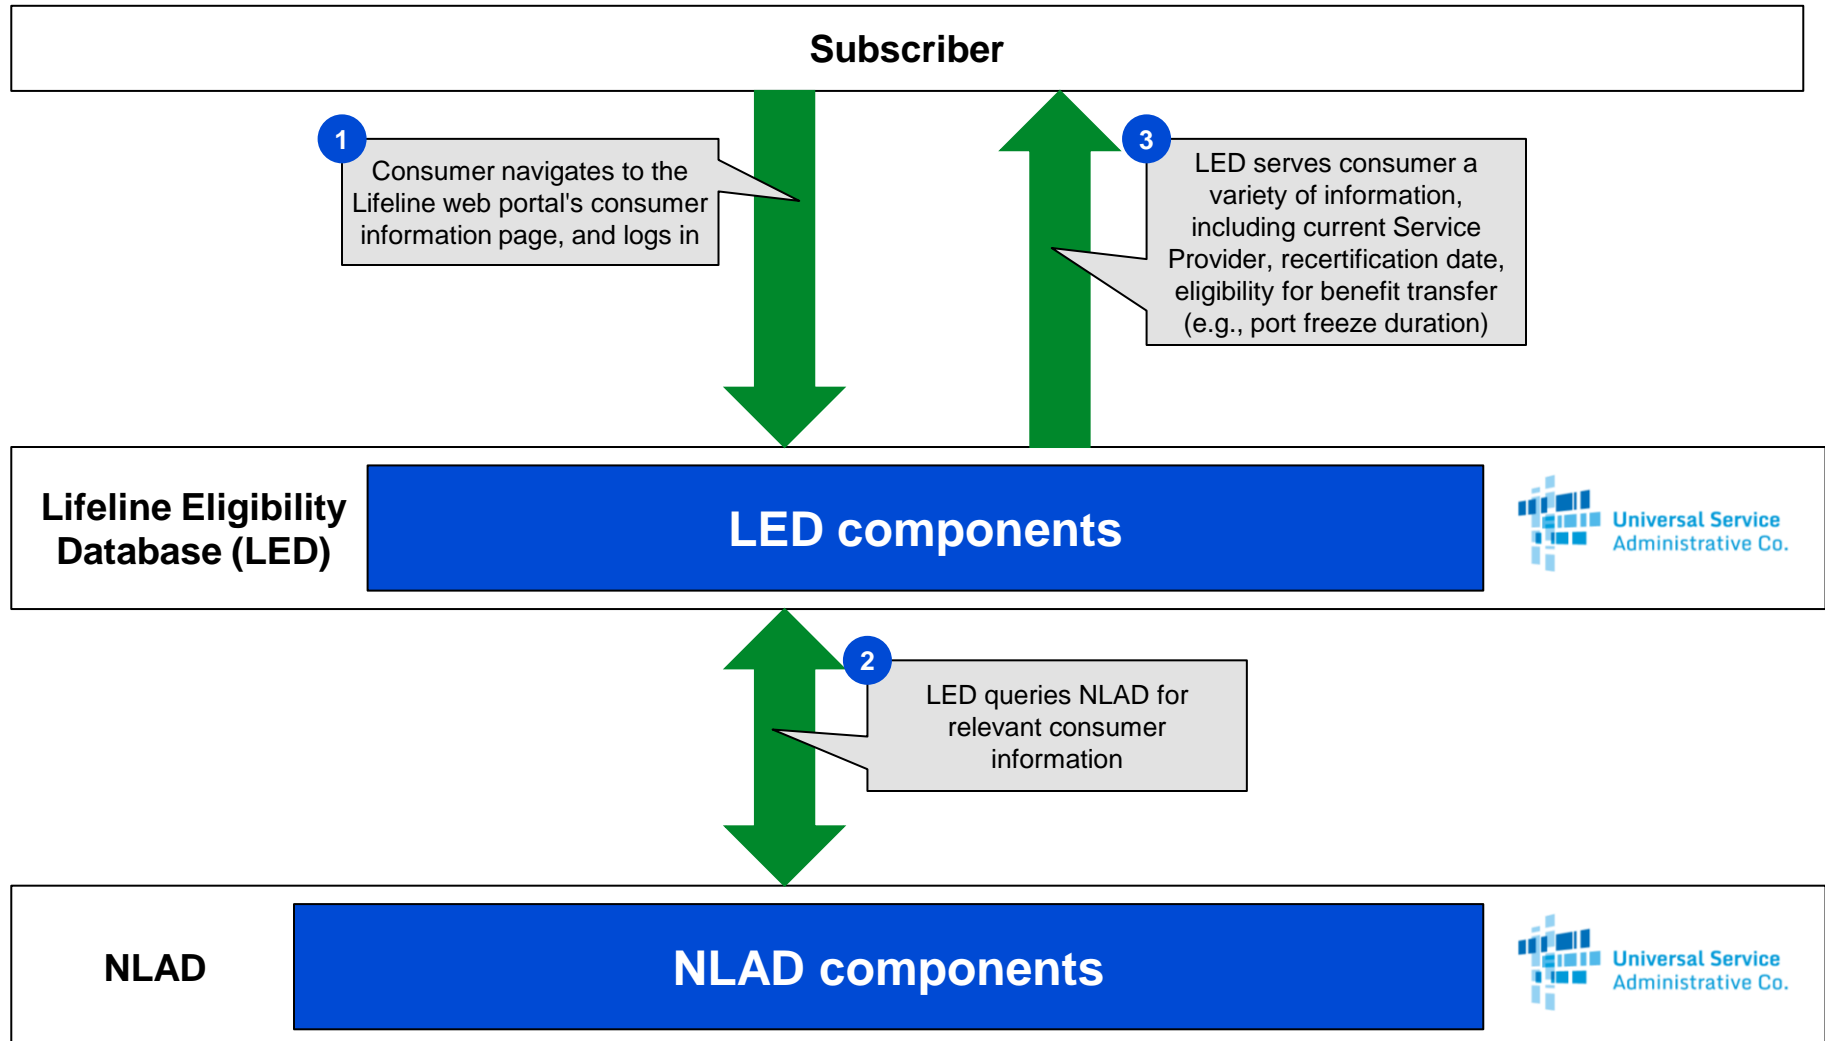 Subscriber
1
Consumer navigates to the
Lifeline web portal's consumer
information page, and logs in
3
LED serves consumer a
variety of information,
including current Service
Provider, recertification date,
eligibility for benefit transfer
(e.g., port freeze duration)
Lifeline Eligibility
Database (LED)
LED components
Universal Service
Administrative Co.
2
LED queries NLAD for
relevant consumer
information
NLAD
NLAD components
Universal Service
Administrative Co.